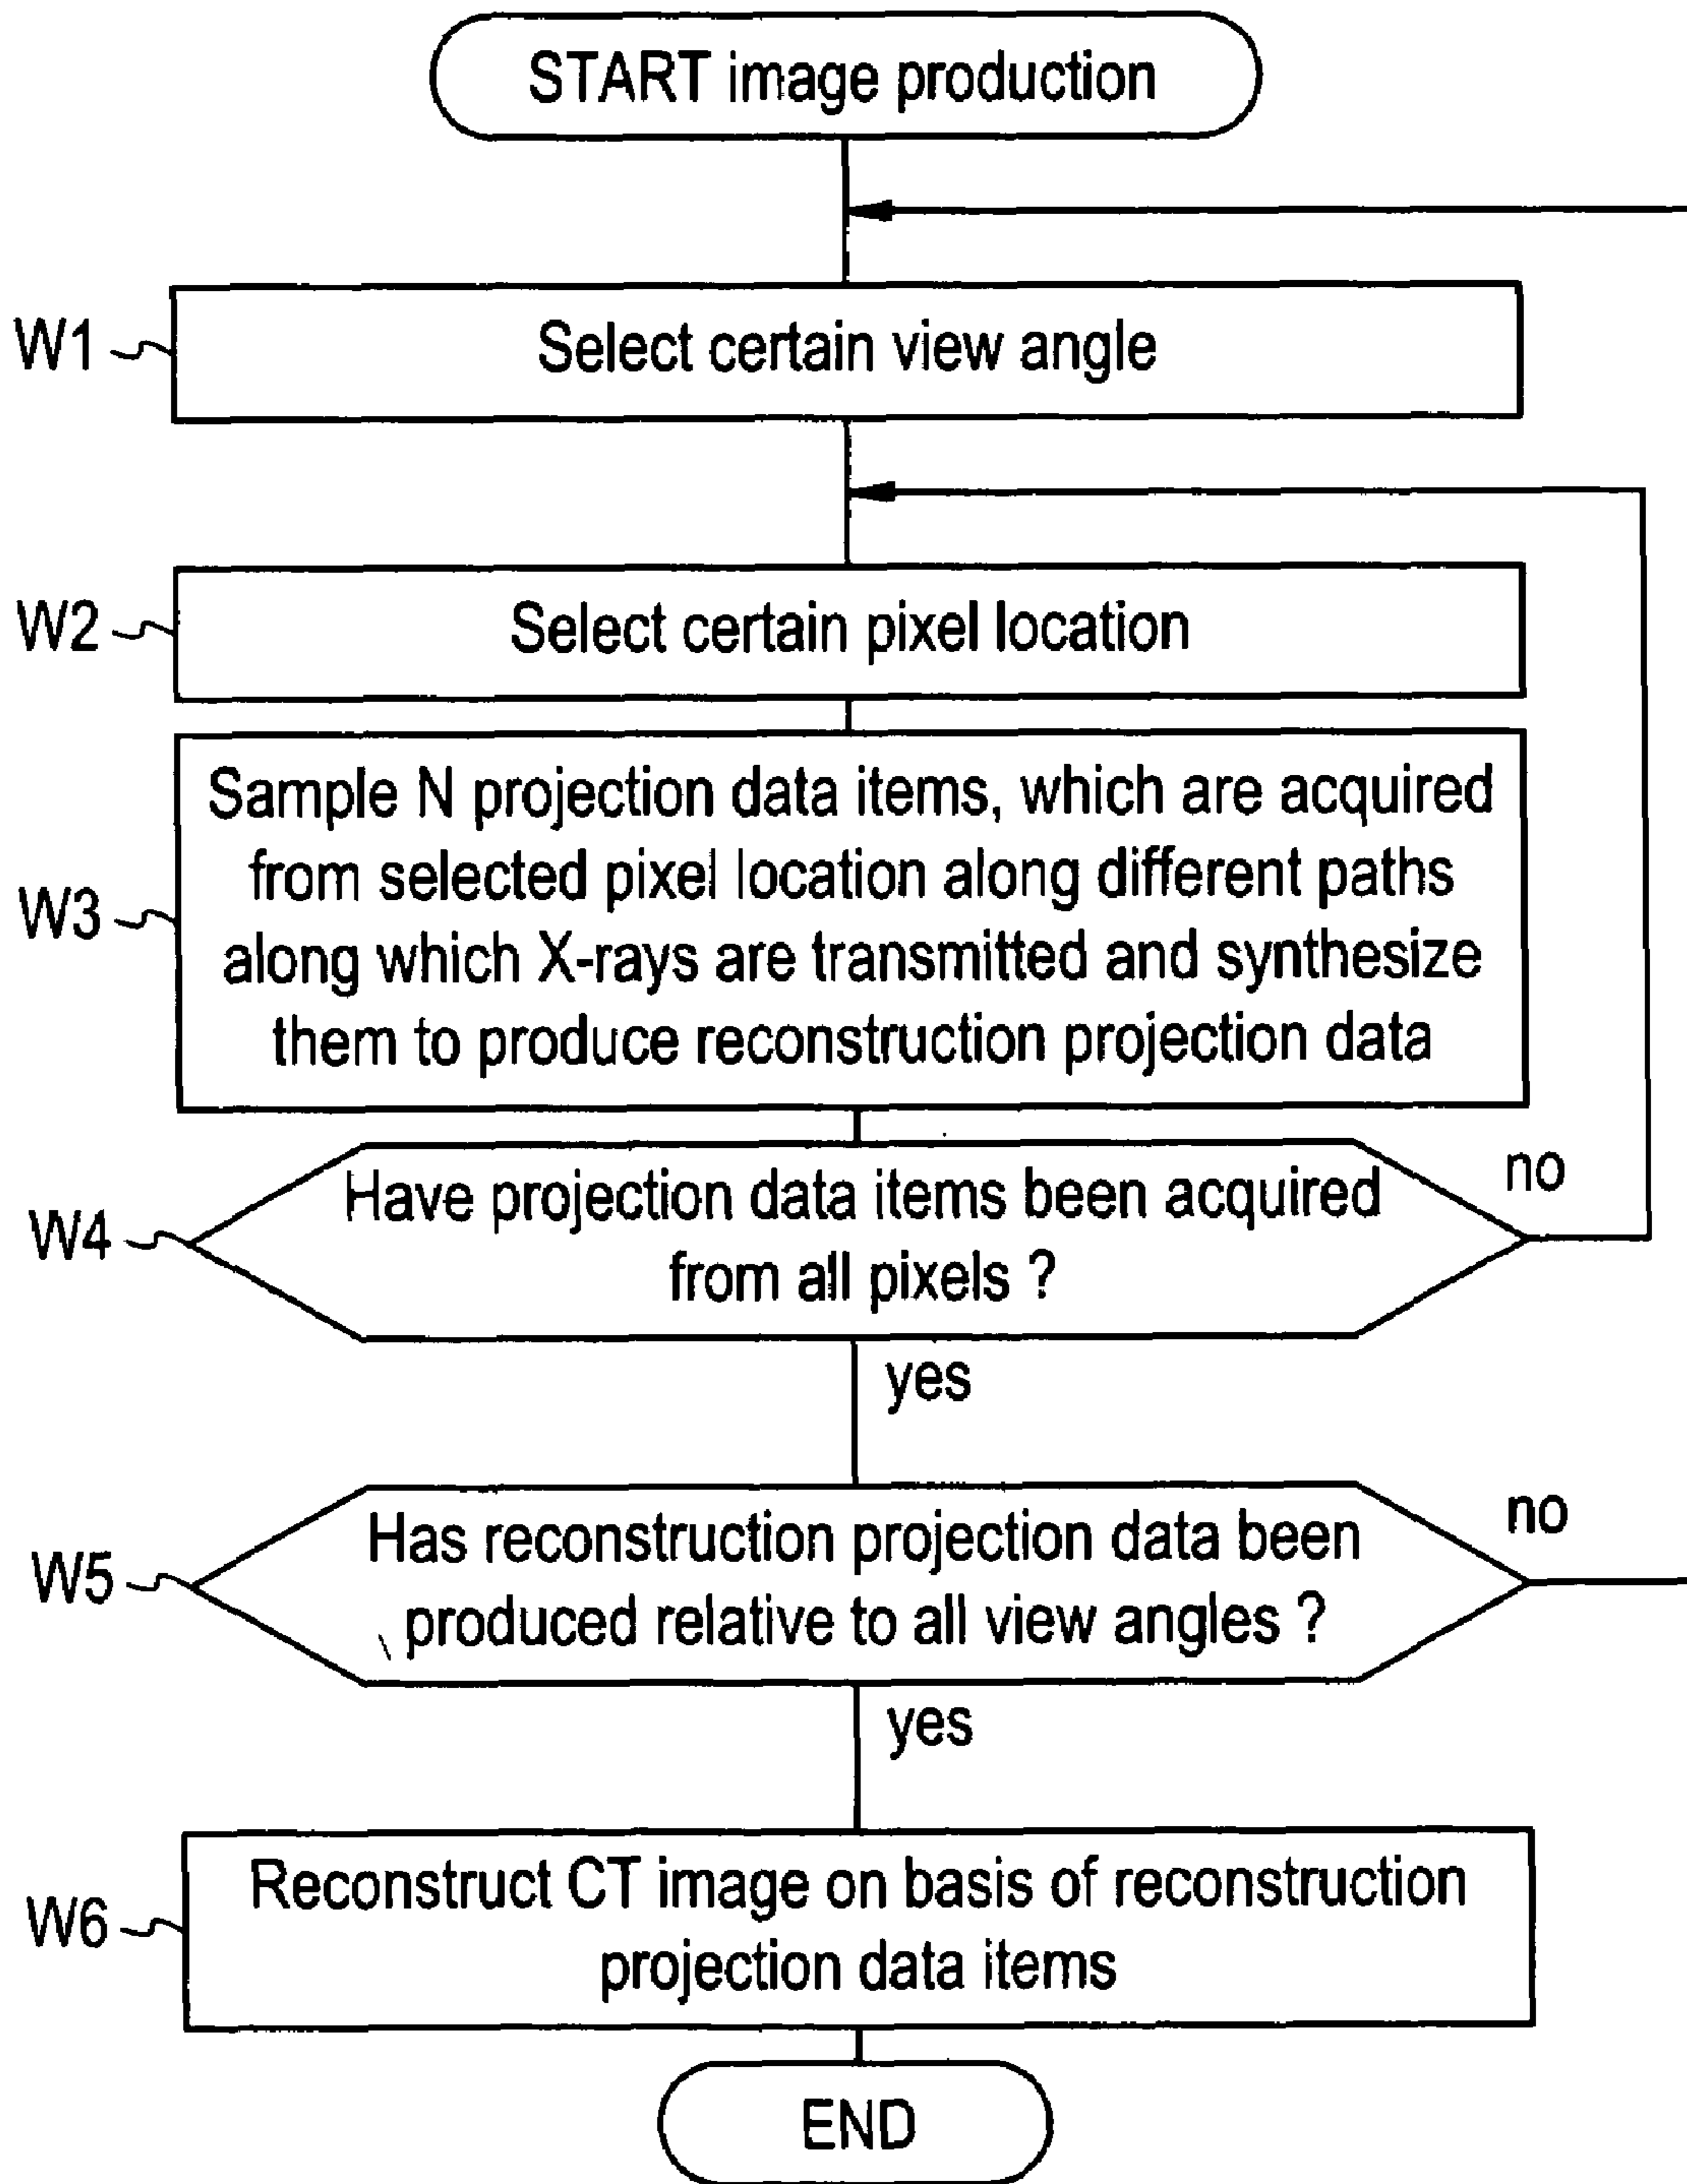 START image production
W1
Select certain view angle
W2
Select certain pixel location
W3
Sample N projection data items, which are acquired
from selected pixel location along different paths
along which X-rays are transmitted and synthesize
them to produce reconstruction projection data
W4
Have projection data items been acquired
from all pixels ?
no
yes
W5
Has reconstruction projection data been
produced relative to all view angles ?
no
yes
W6
Reconstruct CT image on basis of reconstruction
projection data items
END